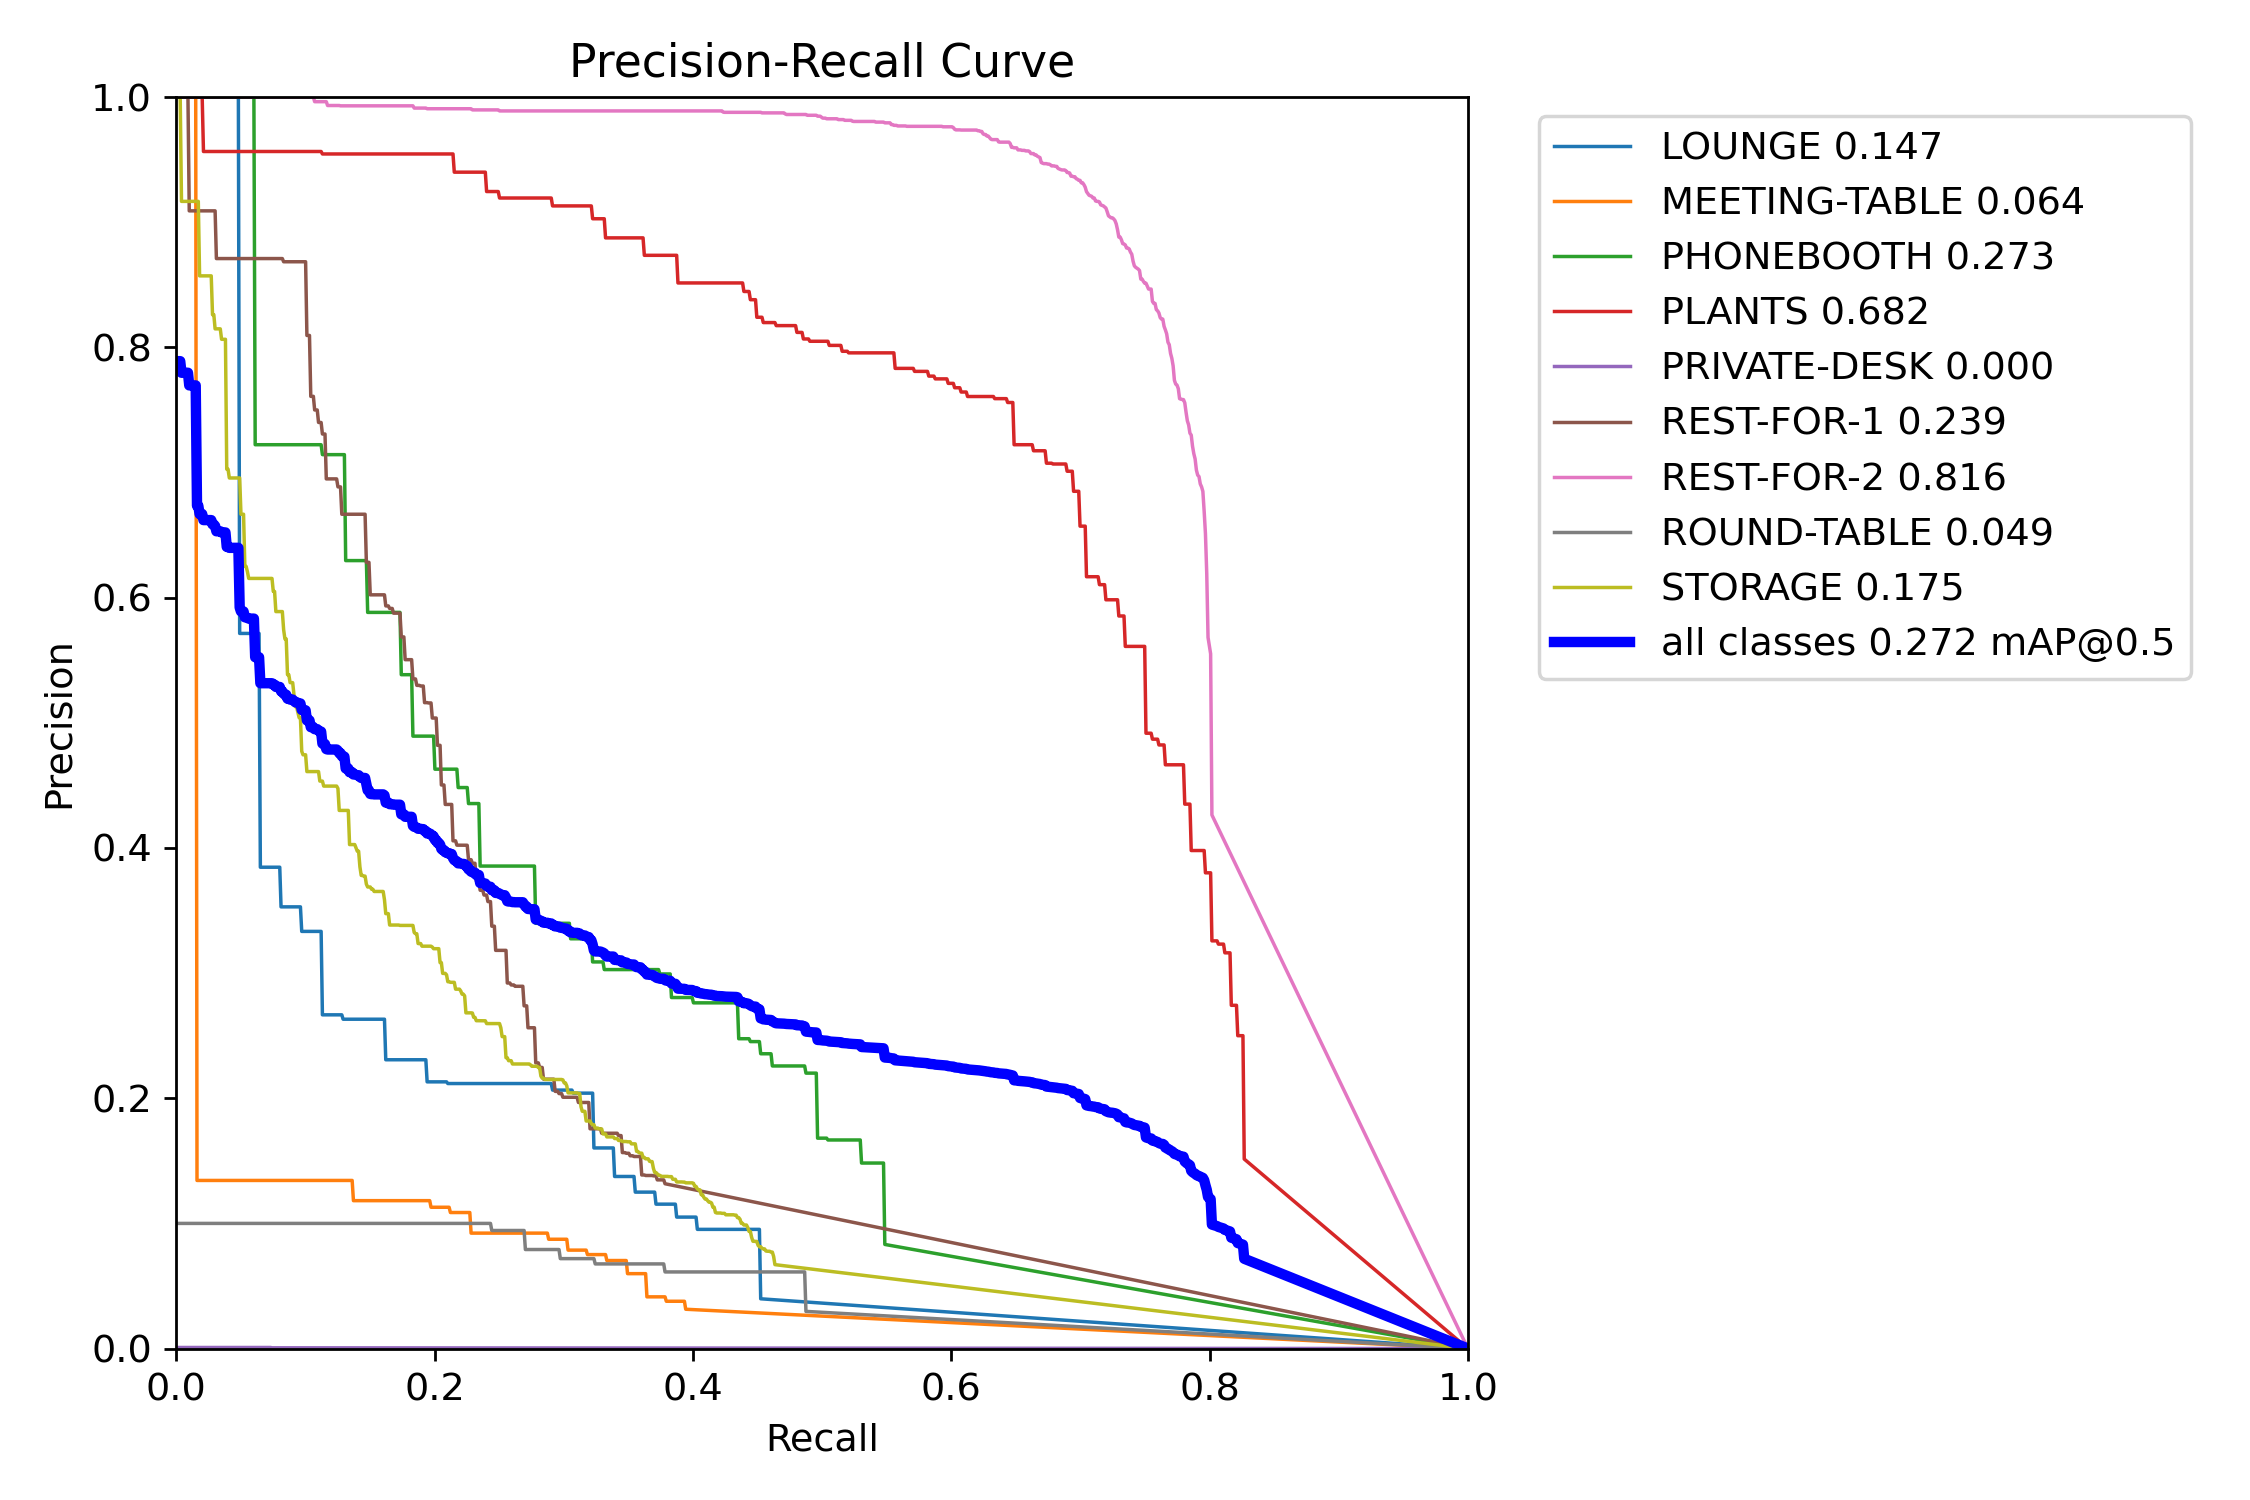 Precision-Recall Curve
1.0
0.8
0.6
0.4
0.2
0.0
Precision
0.0 0.2 0.4 0.6 0.8 1.0
Recall
LOUNGE 0.147
MEETING-TABLE 0.064
PHONEBOOTH 0.273
PLANTS 0.682
PRIVATE-DESK 0.000
REST-FOR-1 0.239
REST-FOR-2 0.816
ROUND-TABLE 0.049
STORAGE 0.175
all classes 0.272 mAP@0.5